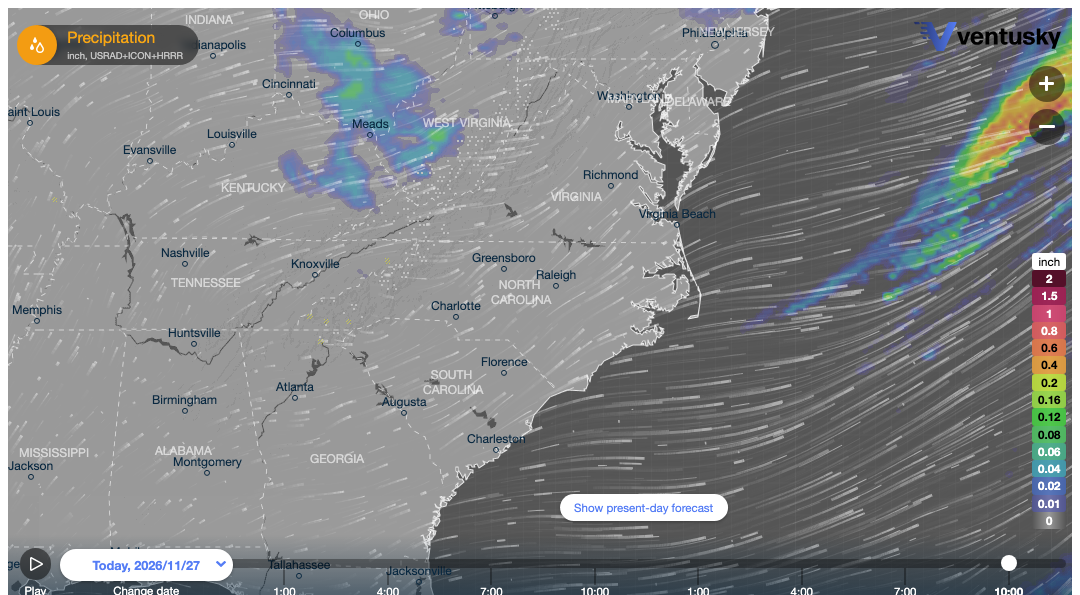 INDIANA
OHIO
Precipitation
inch, USRAD+ICON+HRRR
ianapolis
Columbus
Philadelphia
NEW JERSEY
ventusky
Cincinnati
+
aint Louis
Washington
DELAWARE
Meads
WEST VIRGINIA
Louisville
Evansville
−
Richmond
KENTUCKY
VIRGINIA
Virginia Beach
Nashville
Greensboro
Knoxville
Raleigh
TENNESSEE
NORTH
CAROLINA
Memphis
Charlotte
Huntsville
Florence
SOUTH
CAROLINA
Atlanta
Birmingham
Augusta
Charleston
MISSISSIPPI
ALABAMA
GEORGIA
Jackson
Montgomery
inch
2
1.5
1
0.8
0.6
0.4
0.2
0.16
0.12
0.08
0.06
0.04
0.02
0.01
0
Show present-day forecast
Today, 2026/11/27
Tallahassee
Jacksonville
Play
Change date
1:00
4:00
7:00
10:00
1:00
4:00
7:00
10:00